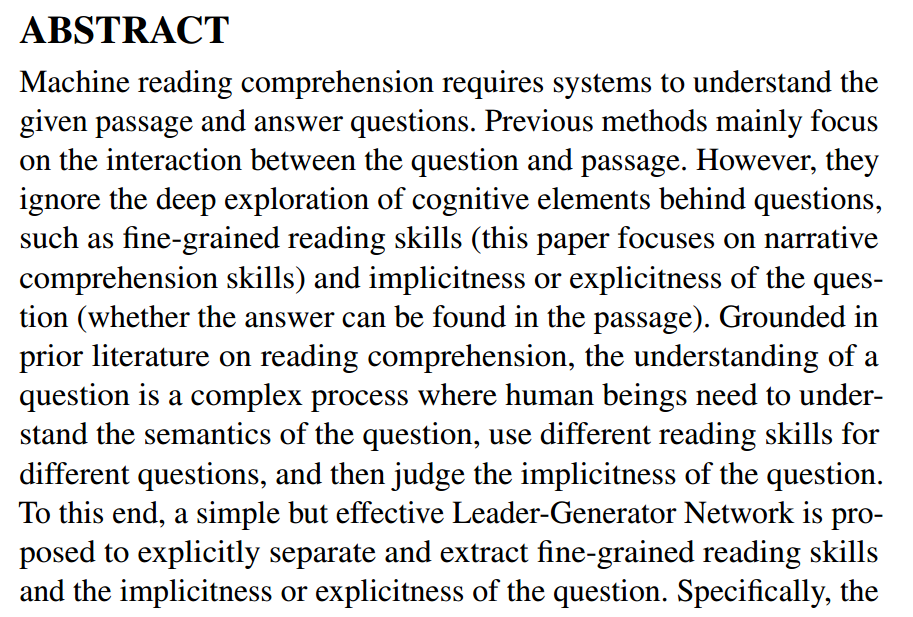 ABSTRACT
Machine reading comprehension requires systems to understand the
given passage and answer questions. Previous methods mainly focus
on the interaction between the question and passage. However, they
ignore the deep exploration of cognitive elements behind questions,
such as fine-grained reading skills (this paper focuses on narrative
comprehension skills) and implicitness or explicitness of the ques-
tion (whether the answer can be found in the passage). Grounded in
prior literature on reading comprehension, the understanding of a
question is a complex process where human beings need to under-
stand the semantics of the question, use different reading skills for
different questions, and then judge the implicitness of the question.
To this end, a simple but effective Leader-Generator Network is pro-
posed to explicitly separate and extract fine-grained reading skills
and the implicitness or explicitness of the question. Specifically, the